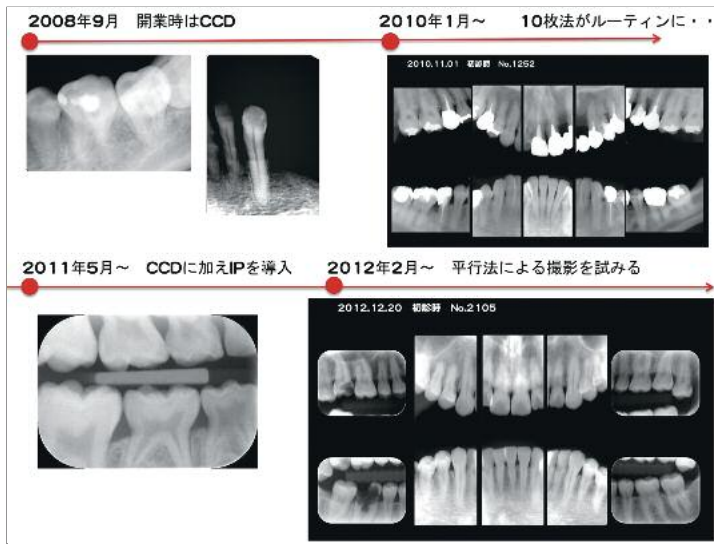 2008年9月　開業時はCCD
2010年1月～　10枚法がルーティンに・・
2010.11.01　初診時　No.1252
2011年5月～　CCDに加えIPを導入
2012年2月～　平行法による撮影を試みる
2012.12.20　初診時　No.2105